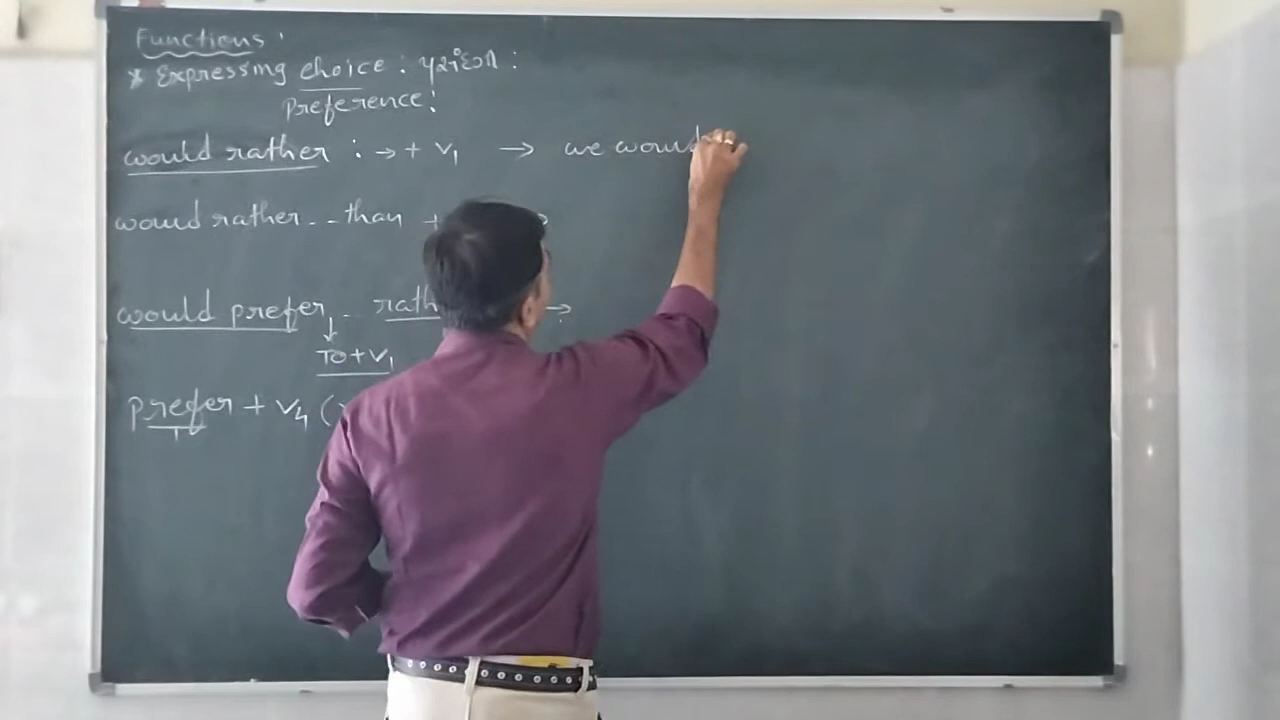 Functions:
* Expressing choice : પસંદગી :
preference:
would rather : → + V1 → we would
would rather -- than +
would prefer -- rath →
↓
TO + V1
prefer + V4 (